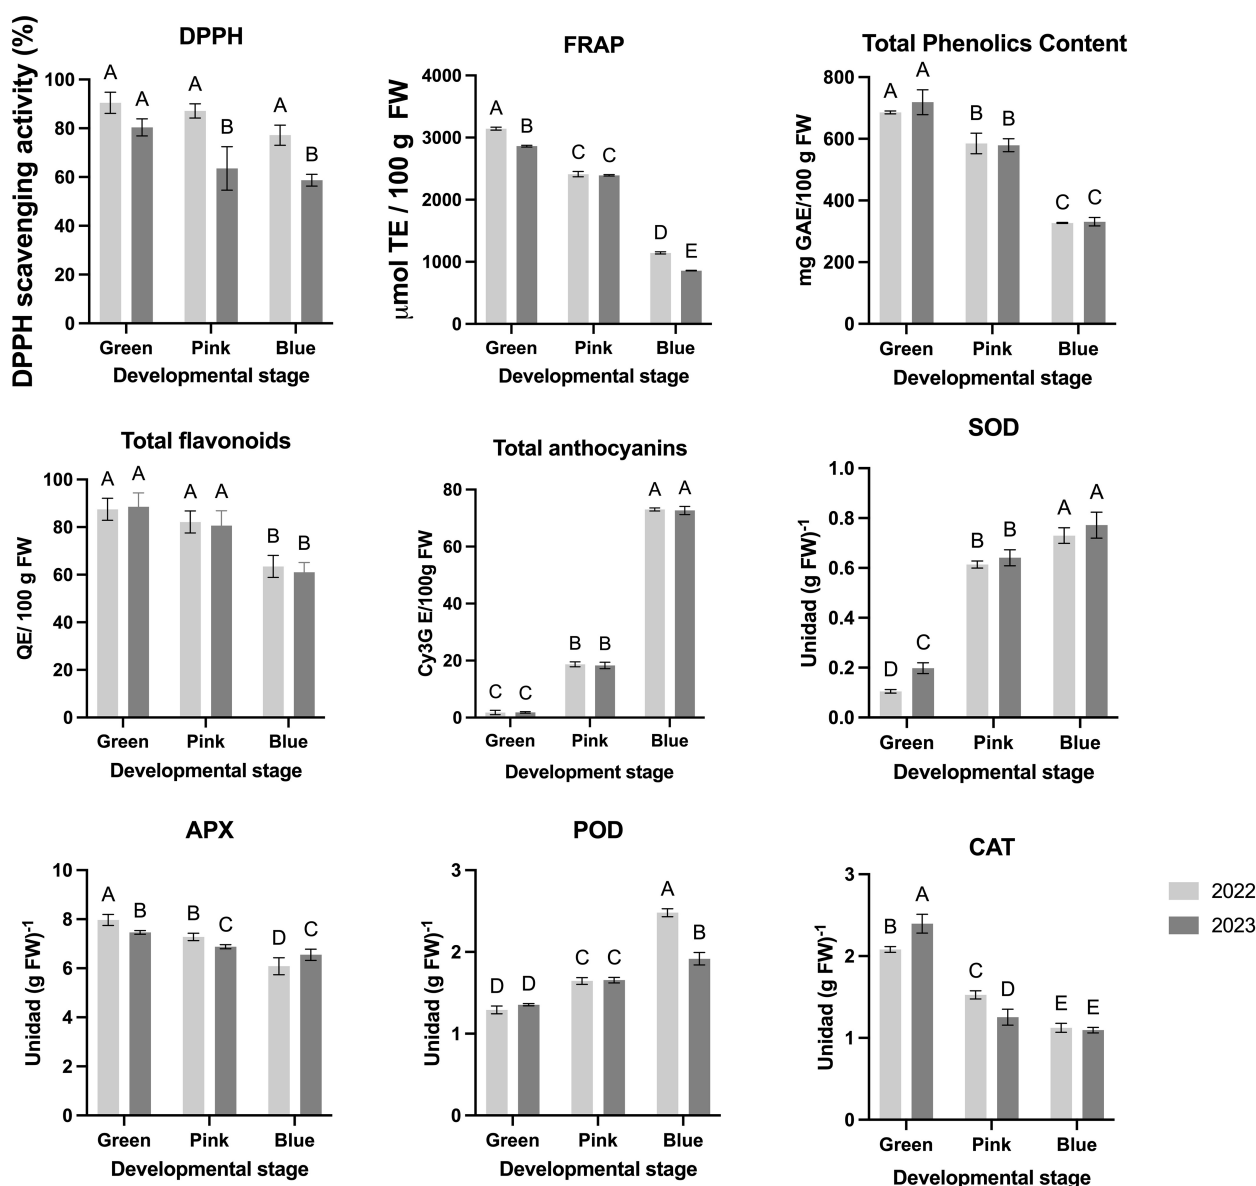 DPPH
DPPH scavenging activity (%)
100
80
60
40
20
0
A
A
A
B
A
B
Green Pink Blue
Developmental stage
FRAP
μmol TE / 100 g FW
4000
3000
2000
1000
0
A
B
C
C
D
E
Green Pink Blue
Developmental stage
Total Phenolics Content
mg GAE/100 g FW
800
600
400
200
0
A
A
B
B
C
C
Green Pink Blue
Developmental stage
Total flavonoids
QE/ 100 g FW
100
80
60
40
20
0
A
A
A
A
B
B
Green Pink Blue
Developmental stage
Total anthocyanins
Cy3G E/100g FW
80
60
40
20
0
C
C
B
B
A
A
Green Pink Blue
Development stage
SOD
Unidad (g FW)-1
1.0
0.8
0.6
0.4
0.2
0.0
D
C
B
B
A
A
Green Pink Blue
Developmental stage
APX
Unidad (g FW)-1
10
8
6
4
2
0
A
B
B
C
D
C
Green Pink Blue
Developmental stage
POD
Unidad (g FW)-1
3
2
1
0
D
D
C
C
A
B
Green Pink Blue
Developmental stage
CAT
Unidad (g FW)-1
3
2
1
0
B
A
C
D
E
E
Green Pink Blue
Developmental stage
2022
2023